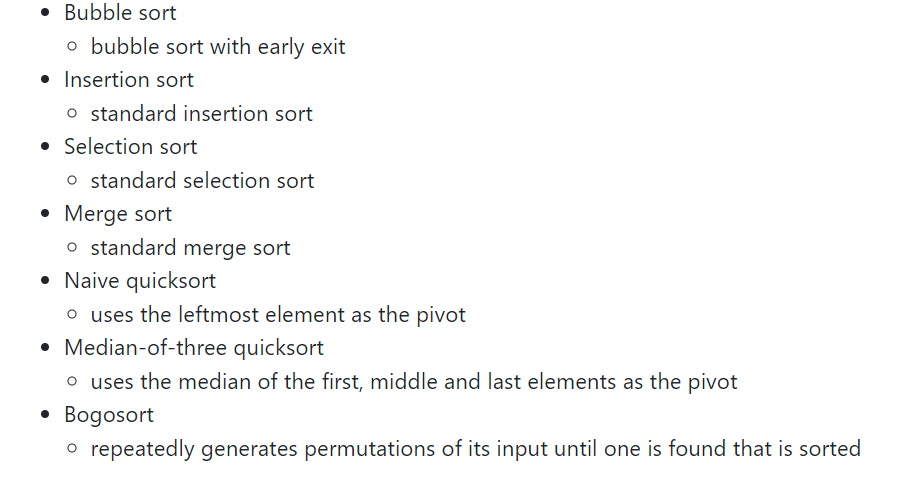 Bubble sort
bubble sort with early exit
Insertion sort
standard insertion sort
Selection sort
standard selection sort
Merge sort
standard merge sort
Naive quicksort
uses the leftmost element as the pivot
Median-of-three quicksort
uses the median of the first, middle and last elements as the pivot
Bogosort
repeatedly generates permutations of its input until one is found that is sorted